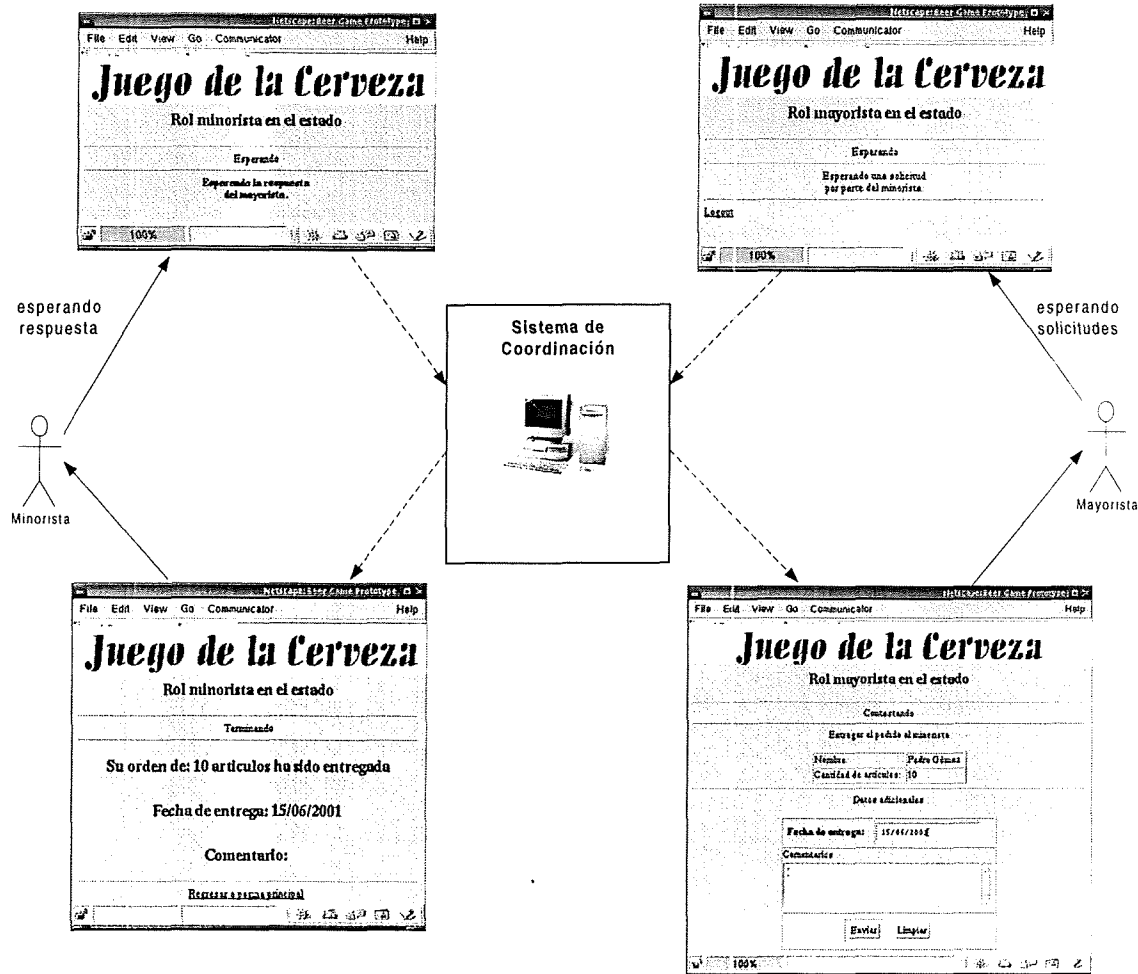 Netscape: Beer Game Prototype
File Edit View Go Communicator Help
Juego de la Cerveza
Rol minorista en el estado
Esperando
Esperando la respuesta
del mayorista.
100%
Netscape: Beer Game Prototype
File Edit View Go Communicator Help
Juego de la Cerveza
Rol mayorista en el estado
Esperando
Esperando una solicitud
por parte del minorista
Logout
100%
esperando
respuesta
Sistema de
Coordinación
esperando
solicitudes
Minorista
Mayorista
Netscape: Beer Game Prototype
File Edit View Go Communicator Help
Juego de la Cerveza
Rol minorista en el estado
Terminando
Su orden de: 10 articulos ha sido entregada
Fecha de entrega: 15/06/2001
Comentario:
Regresar a pagina principal
Netscape: Beer Game Prototype
File Edit View Go Communicator Help
Juego de la Cerveza
Rol mayorista en el estado
Contestando
Entregar el pedido al minorista
Nombre Pedro Gómez
Cantidad de articulos: 10
Datos adicionales
Fecha de entrega: 15/06/2001
Comentarios
Enviar Limpiar
100%